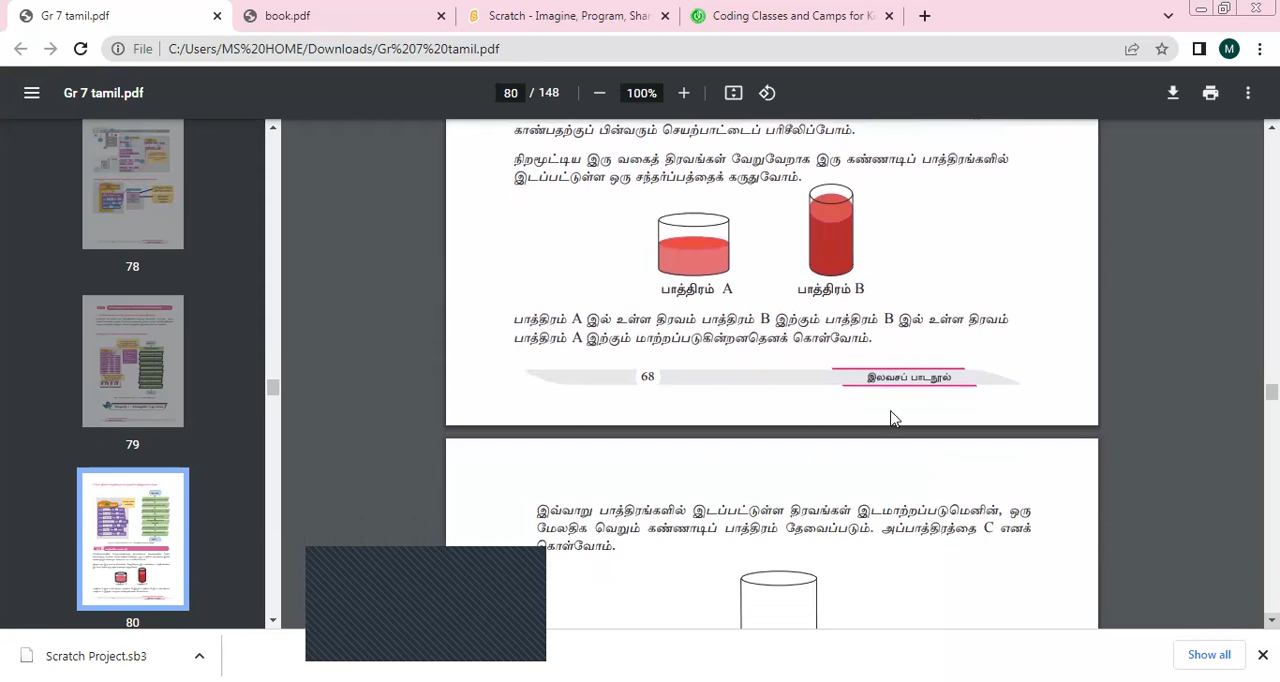 Gr 7 tamil.pdf
book.pdf
Scratch - Imagine, Program, Shar
Coding Classes and Camps for K
File
C:/Users/MS%20HOME/Downloads/Gr%207%20tamil.pdf
M
Gr 7 tamil.pdf
80 / 148
100%
78
79
80
காண்பதற்குப் பின்வரும் செயற்பாட்டைப் பரிசீலிப்போம்.
நிறமூட்டிய இரு வகைத் திரவங்கள் வேறுவேறாக இரு கண்ணாடிப் பாத்திரங்களில்
இடப்பட்டுள்ள ஒரு சந்தர்ப்பத்தைக் கருதுவோம்.
பாத்திரம் A
பாத்திரம் B
பாத்திரம் A இல் உள்ள திரவம் பாத்திரம் B இற்கும் பாத்திரம் B இல் உள்ள திரவம்
பாத்திரம் A இற்கும் மாற்றப்படுகின்றனதெனக் கொள்வோம்.
68
இலவசப் பாடநூல்
இவ்வாறு பாத்திரங்களில் இடப்பட்டுள்ள திரவங்கள் இடமாற்றப்படுமெனின், ஒரு
மேலதிக வெறும் கண்ணாடிப் பாத்திரம் தேவைப்படும். அப்பாத்திரத்தை C எனக்
கொள்வோம்.
Scratch Project.sb3
Show all